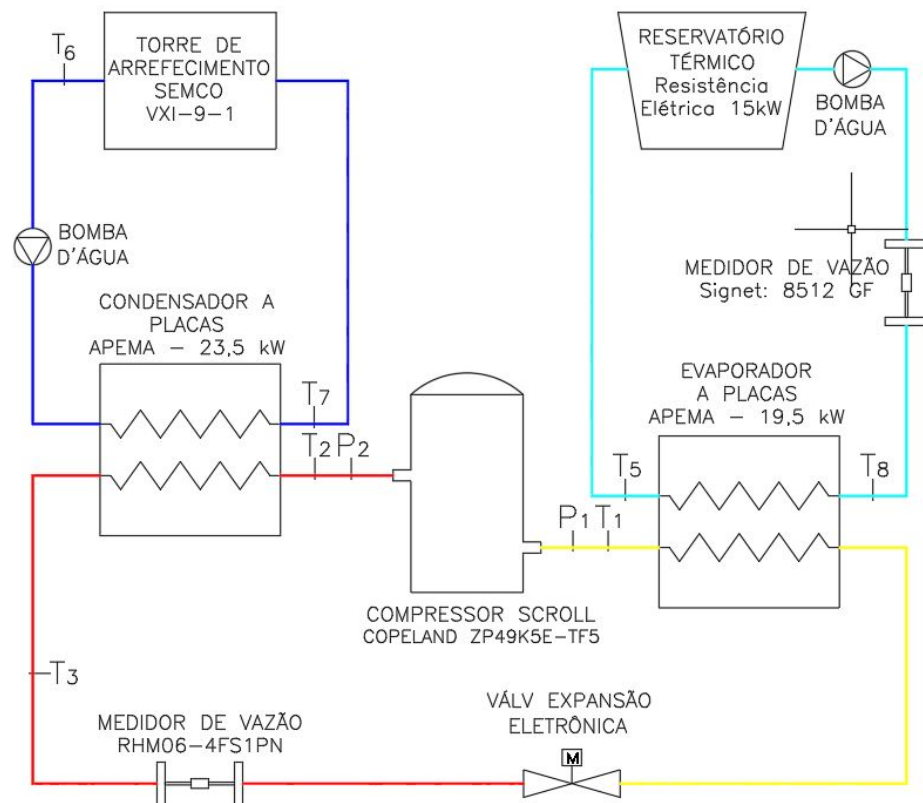 T6
TORRE DE
ARREFECIMENTO
SEMCO
VXI-9-1
RESERVATÓRIO
TÉRMICO
Resistência
Elétrica 15kW
BOMBA
D'ÁGUA
BOMBA
D'ÁGUA
MEDIDOR DE VAZÃO
Signet: 8512 GF
CONDENSADOR A
PLACAS
APEMA - 23,5 kW
T7
T2 P2
EVAPORADOR
A PLACAS
APEMA - 19,5 kW
T5
T8
P1 T1
COMPRESSOR SCROLL
COPELAND ZP49K5E-TF5
T3
MEDIDOR DE VAZÃO
RHM06-4FS1PN
VÁLV EXPANSÃO
ELETRÔNICA
M